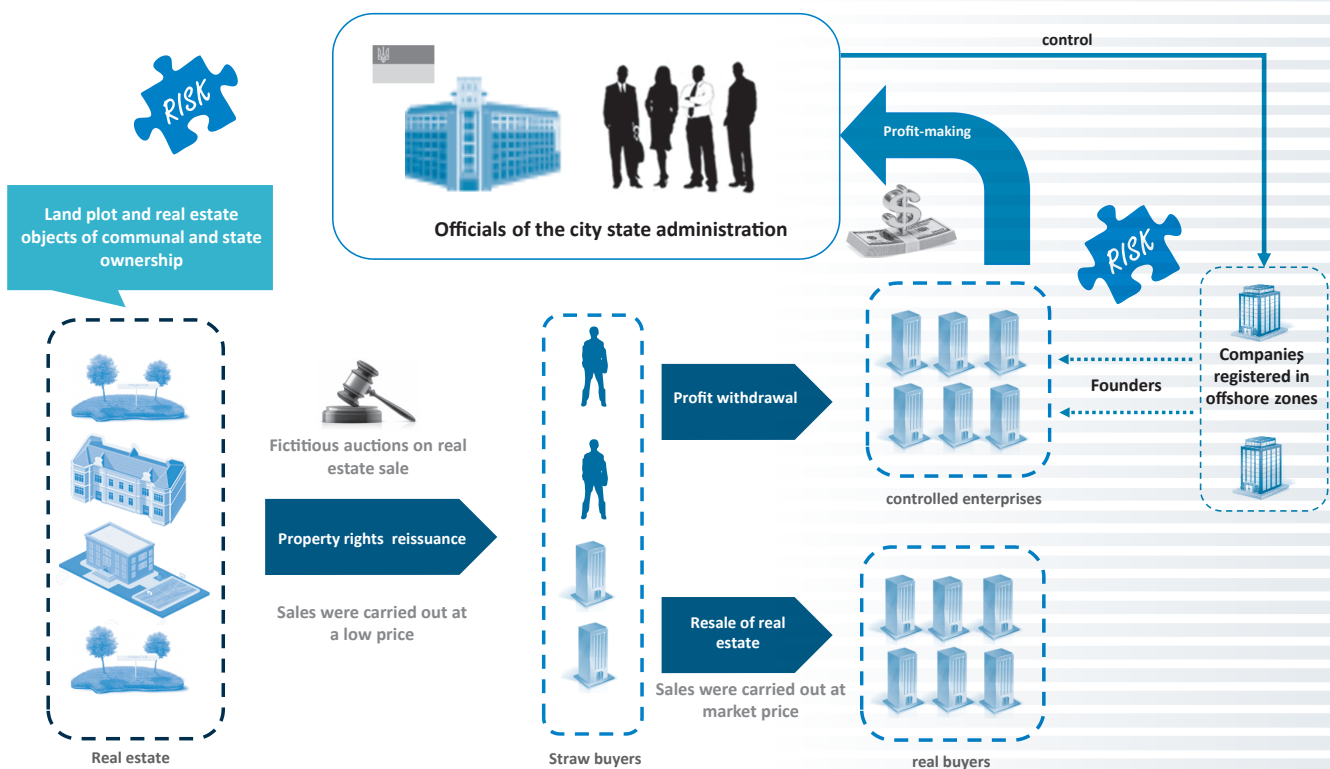 control
RISK
Profit-making
Land plot and real estate
objects of communal and state
ownership
Officials of the city state administration
RISK
Fictitious auctions on real
estate sale
Property rights reissuance
Sales were carried out at
a low price
Profit withdrawal
Founders
Companies
registered in
offshore zones
controlled enterprises
Resale of real
estate
Sales were carried out at
market price
Real estate
Straw buyers
real buyers